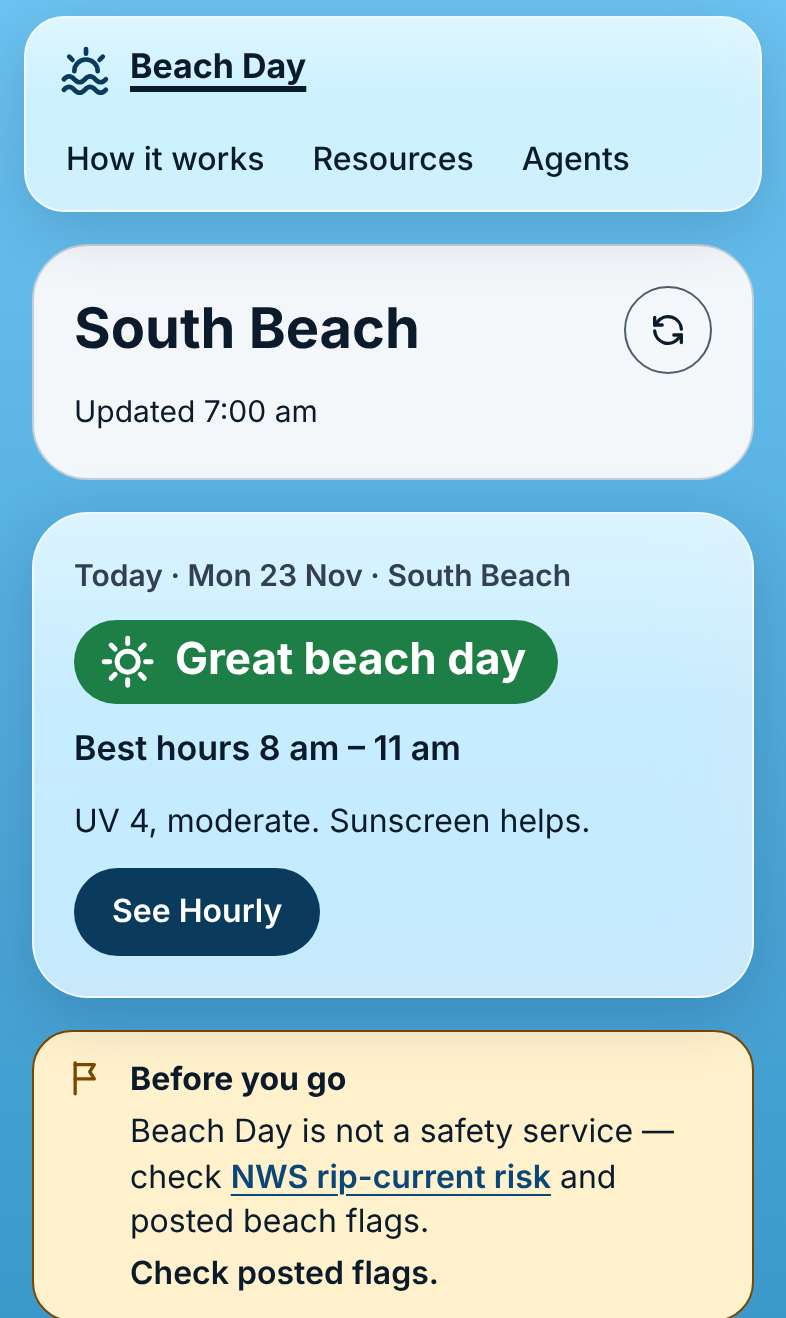 Beach Day
How it works Resources Agents
South Beach
Updated 7:00 am
Today · Mon 23 Nov · South Beach
Great beach day
Best hours 8 am – 11 am
UV 4, moderate. Sunscreen helps.
See Hourly
Before you go
Beach Day is not a safety service —
check NWS rip-current risk and
posted beach flags.
Check posted flags.